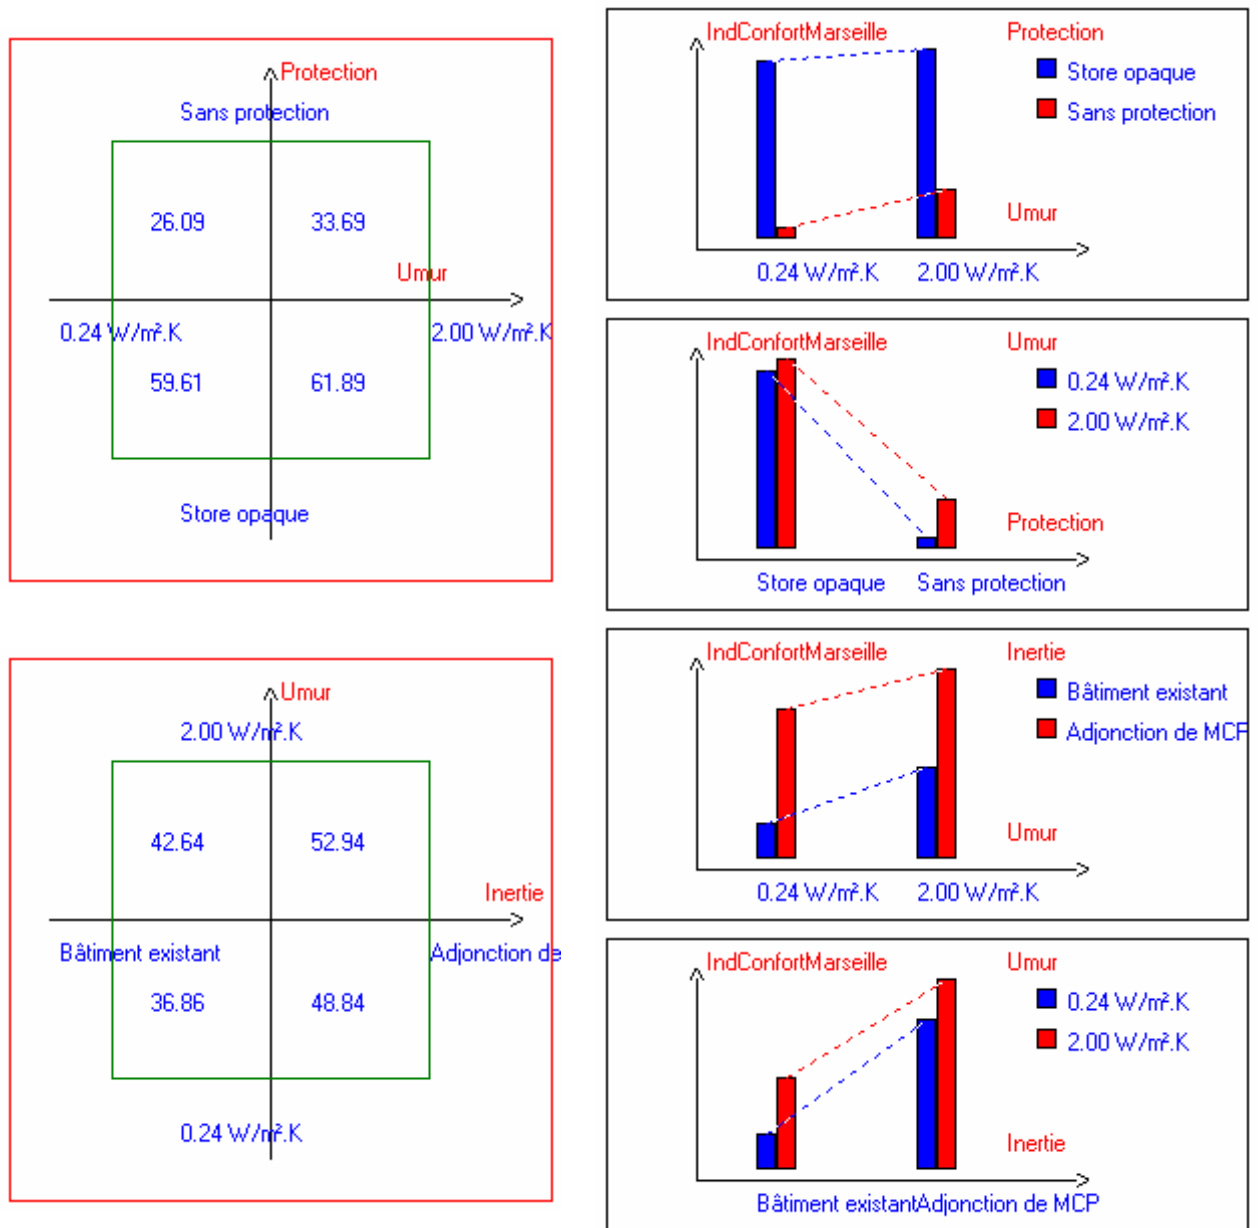 Protection
Sans protection
26.09
33.69
Umur
0.24 W/m².K
2.00 W/m².K
59.61
61.89
Store opaque
IndConfortMarseille
Protection
Store opaque
Sans protection
Umur
0.24 W/m².K
2.00 W/m².K
IndConfortMarseille
Umur
0.24 W/m².K
2.00 W/m².K
Protection
Store opaque
Sans protection
Umur
2.00 W/m².K
42.64
52.94
Inertie
Bâtiment existant
Adjonction de
36.86
48.84
0.24 W/m².K
IndConfortMarseille
Inertie
Bâtiment existant
Adjonction de MCP
Umur
0.24 W/m².K
2.00 W/m².K
IndConfortMarseille
Umur
0.24 W/m².K
2.00 W/m².K
Inertie
Bâtiment existant
Adjonction de MCP